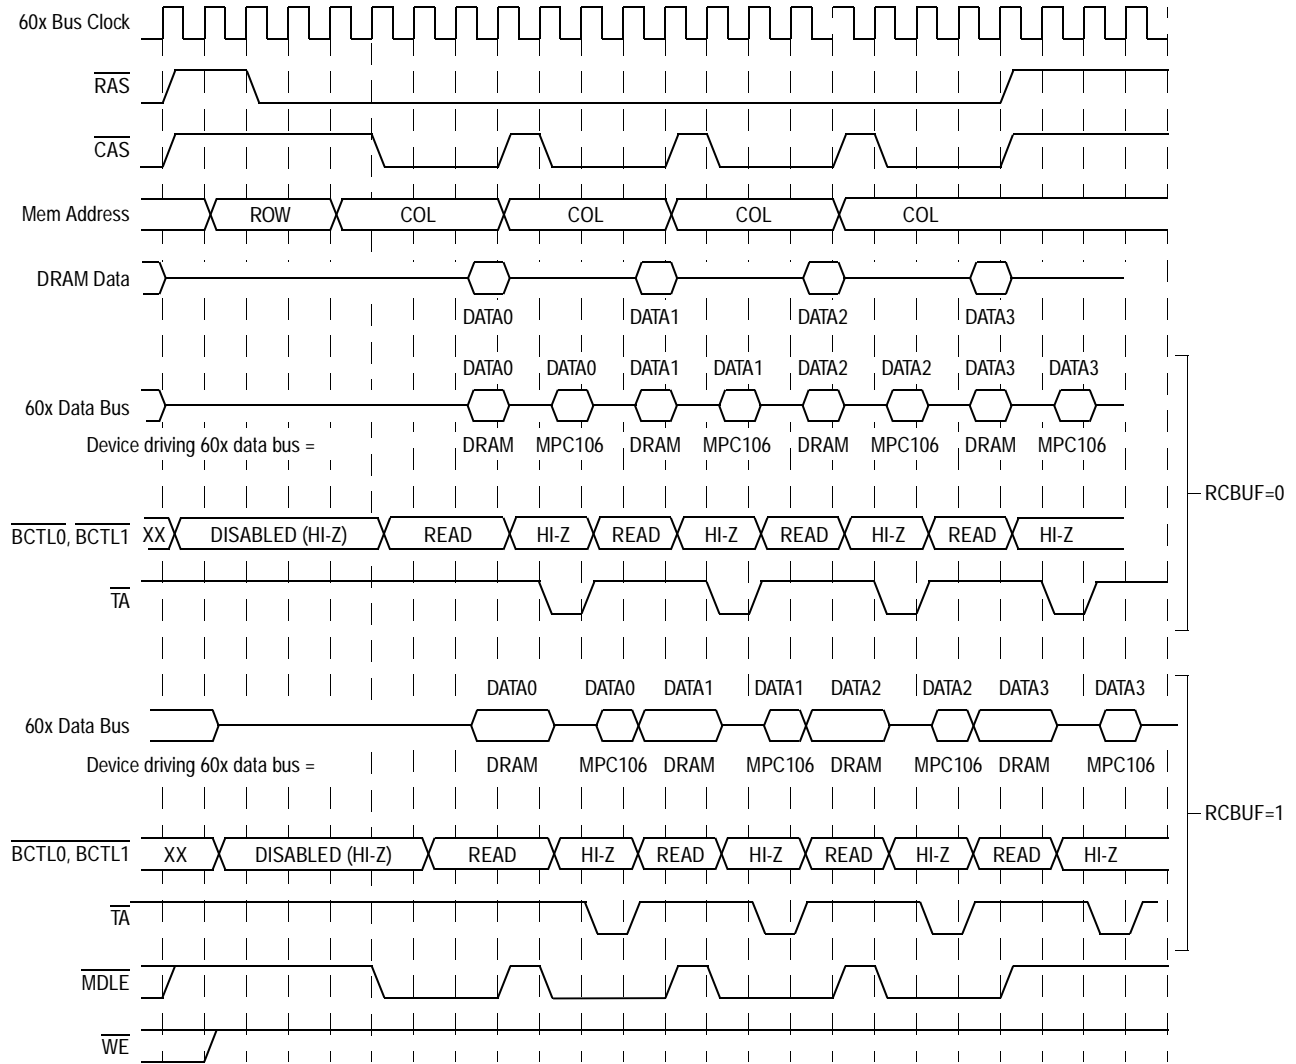 60x Bus Clock
RAS
CAS
Mem Address ROW COL COL COL COL
DRAM Data
DATA0 DATA1 DATA2 DATA3
DATA0 DATA0 DATA1 DATA1 DATA2 DATA2 DATA3 DATA3
60x Data Bus
Device driving 60x data bus = DRAM MPC106 DRAM MPC106 DRAM MPC106 DRAM MPC106
RCBUF=0
BCTL0, BCTL1 XX DISABLED (HI-Z) READ HI-Z READ HI-Z READ HI-Z READ HI-Z
TA
DATA0 DATA0 DATA1 DATA1 DATA2 DATA2 DATA3 DATA3
60x Data Bus
Device driving 60x data bus = DRAM MPC106 DRAM MPC106 DRAM MPC106 DRAM MPC106
RCBUF=1
BCTL0, BCTL1 XX DISABLED (HI-Z) READ HI-Z READ HI-Z READ HI-Z READ HI-Z
TA
MDLE
WE